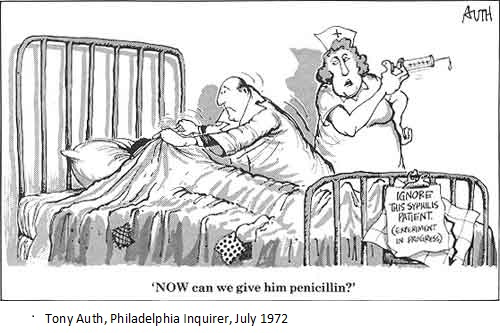 AUTH
IGNORE
THIS SYPHILIS
PATIENT.
(EXPERIMENT
IN PROGRESS)
'NOW can we give him penicillin?'
· Tony Auth, Philadelphia Inquirer, July 1972